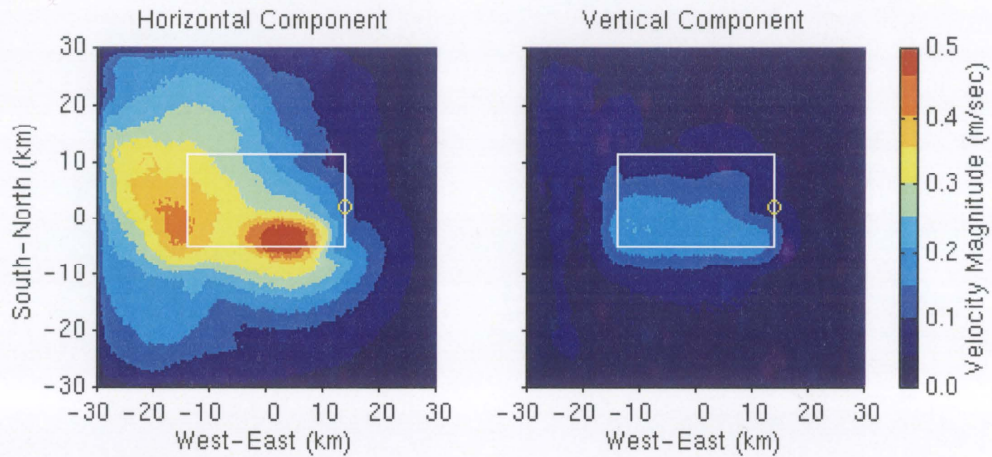 Horizontal Component
Vertical Component
30
20
10
0
-10
-20
-30
South-North (km)
-30 -20 -10 0 10 20 30
West-East (km)
-30 -20 -10 0 10 20 30
West-East (km)
0.5
0.4
0.3
0.2
0.1
0.0
Velocity Magnitude (m/sec)